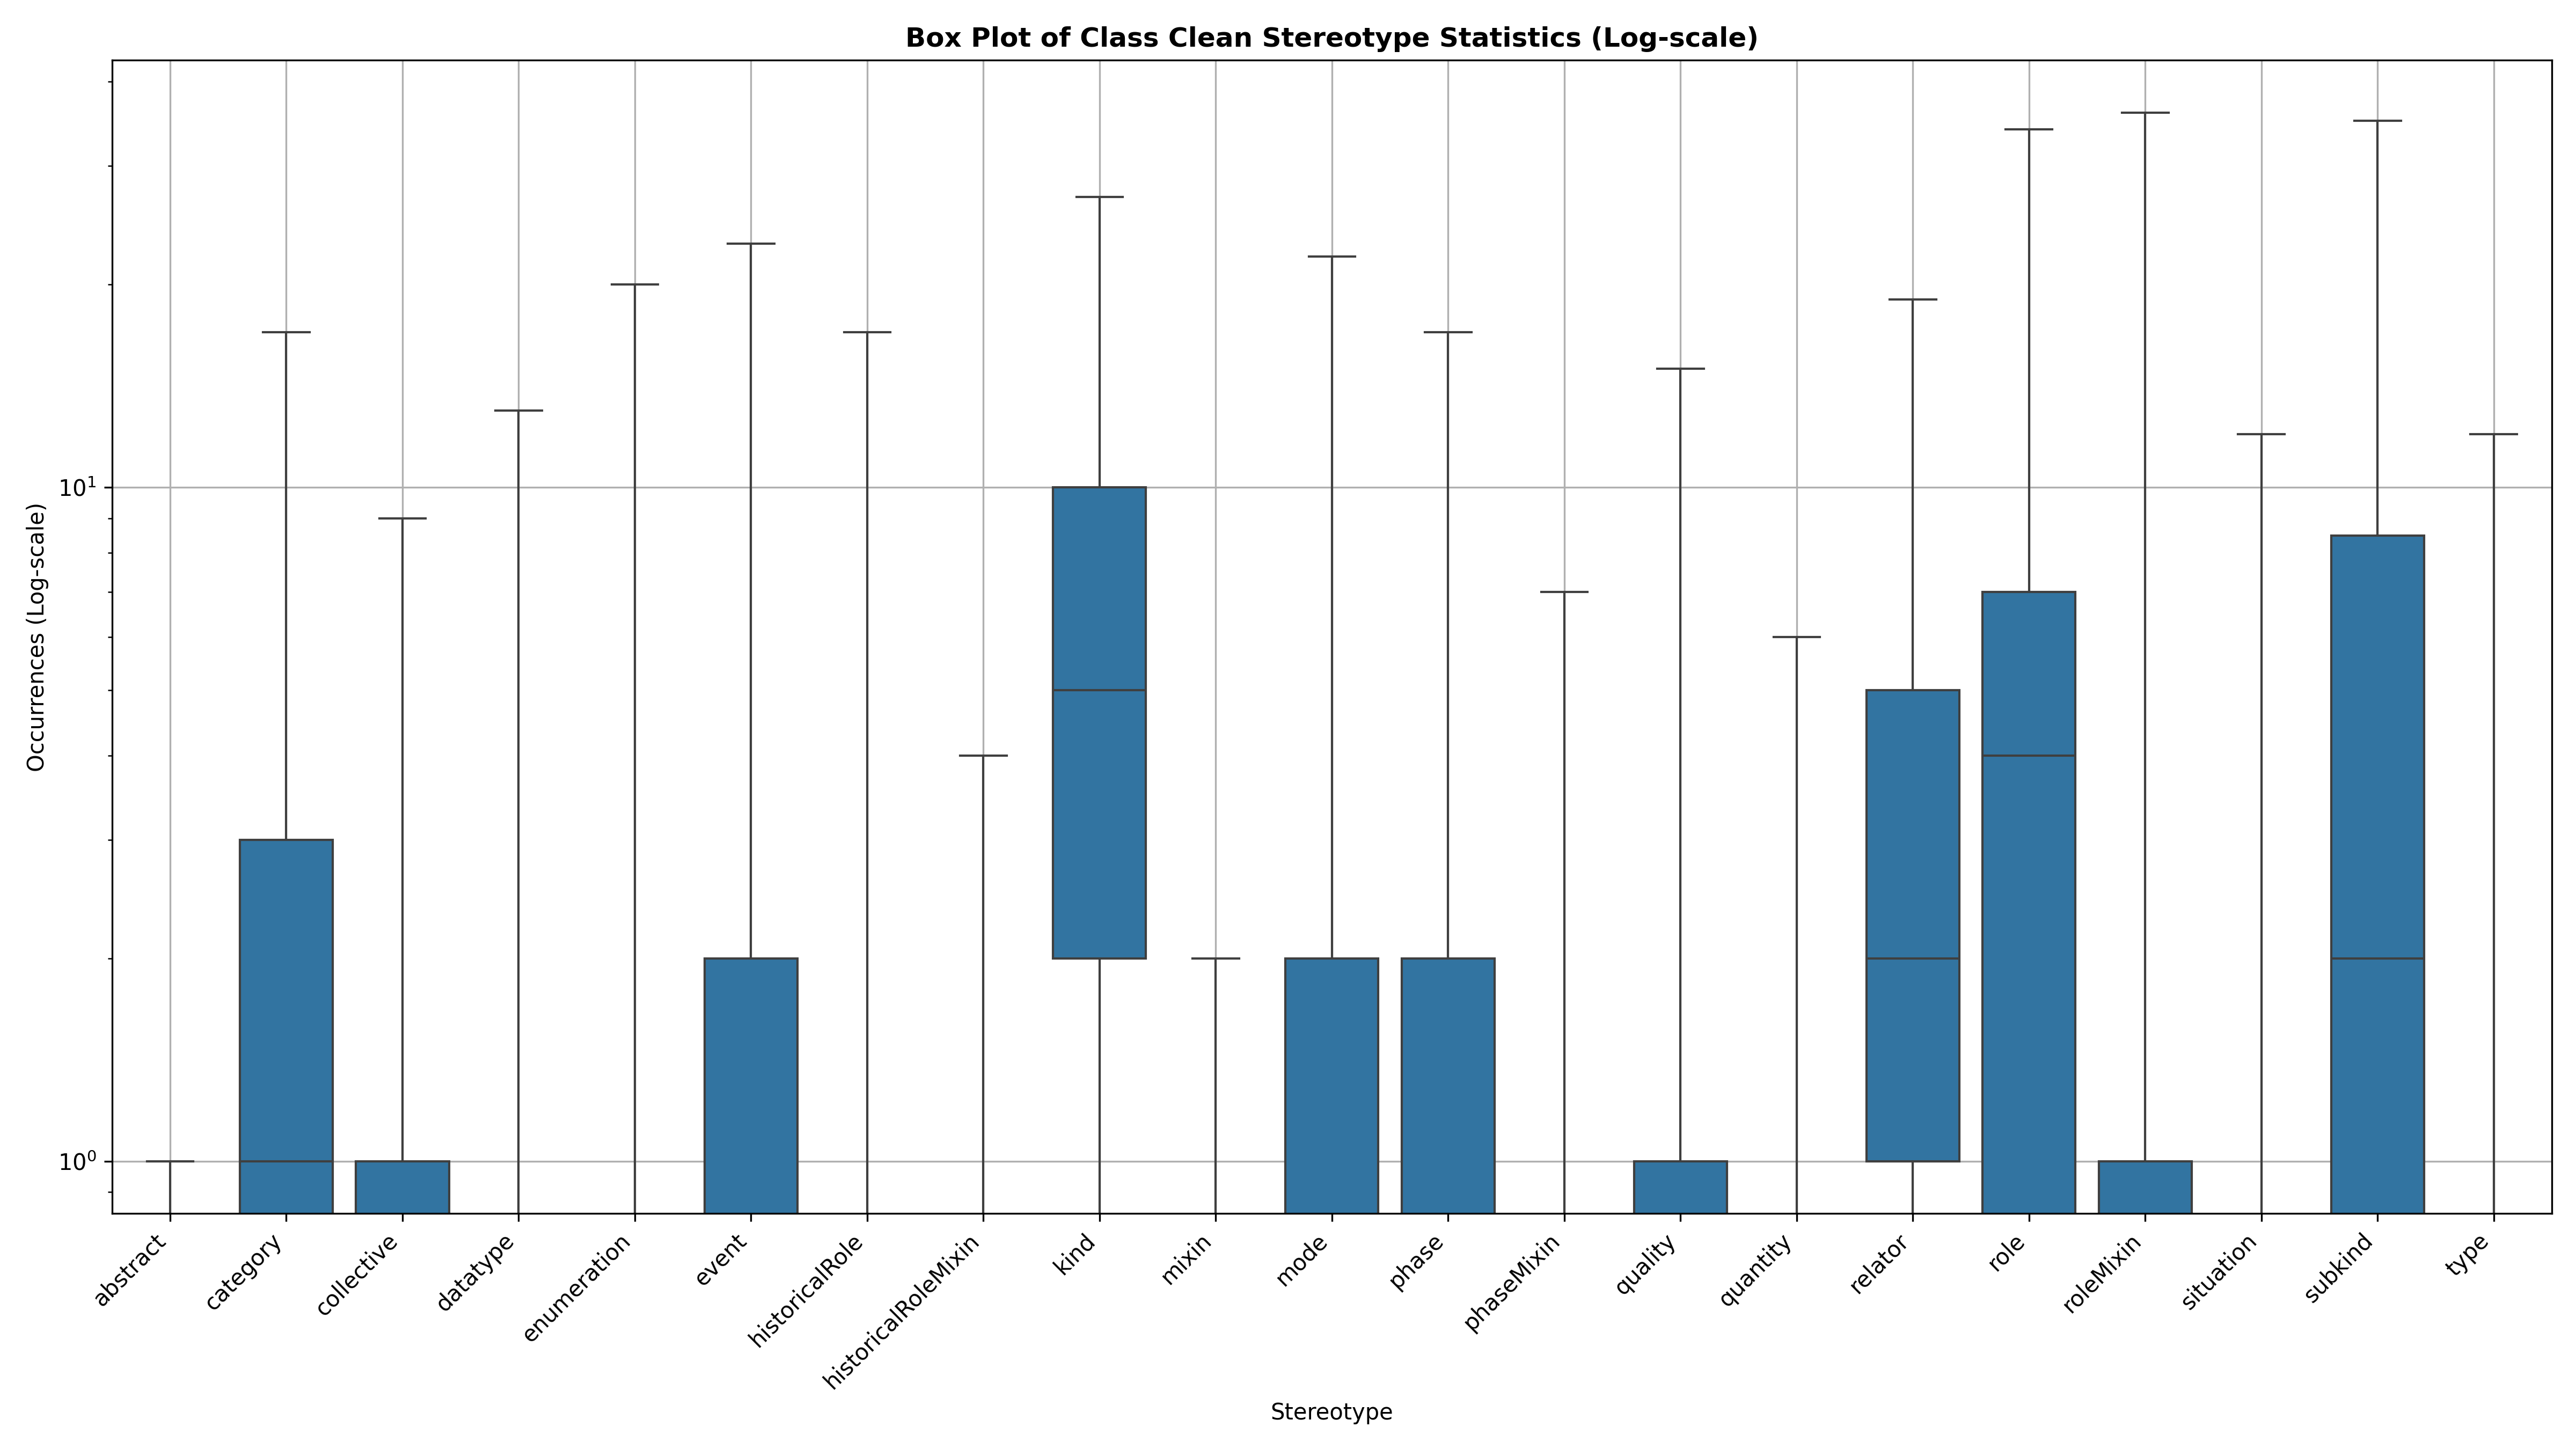 Box Plot of Class Clean Stereotype Statistics (Log-scale)
Occurrences (Log-scale)
10¹
10⁰
abstract
category
collective
datatype
enumeration
event
historicalRole
historicalRoleMixin
kind
mixin
mode
phase
phaseMixin
quality
quantity
relator
role
roleMixin
situation
subkind
type
Stereotype